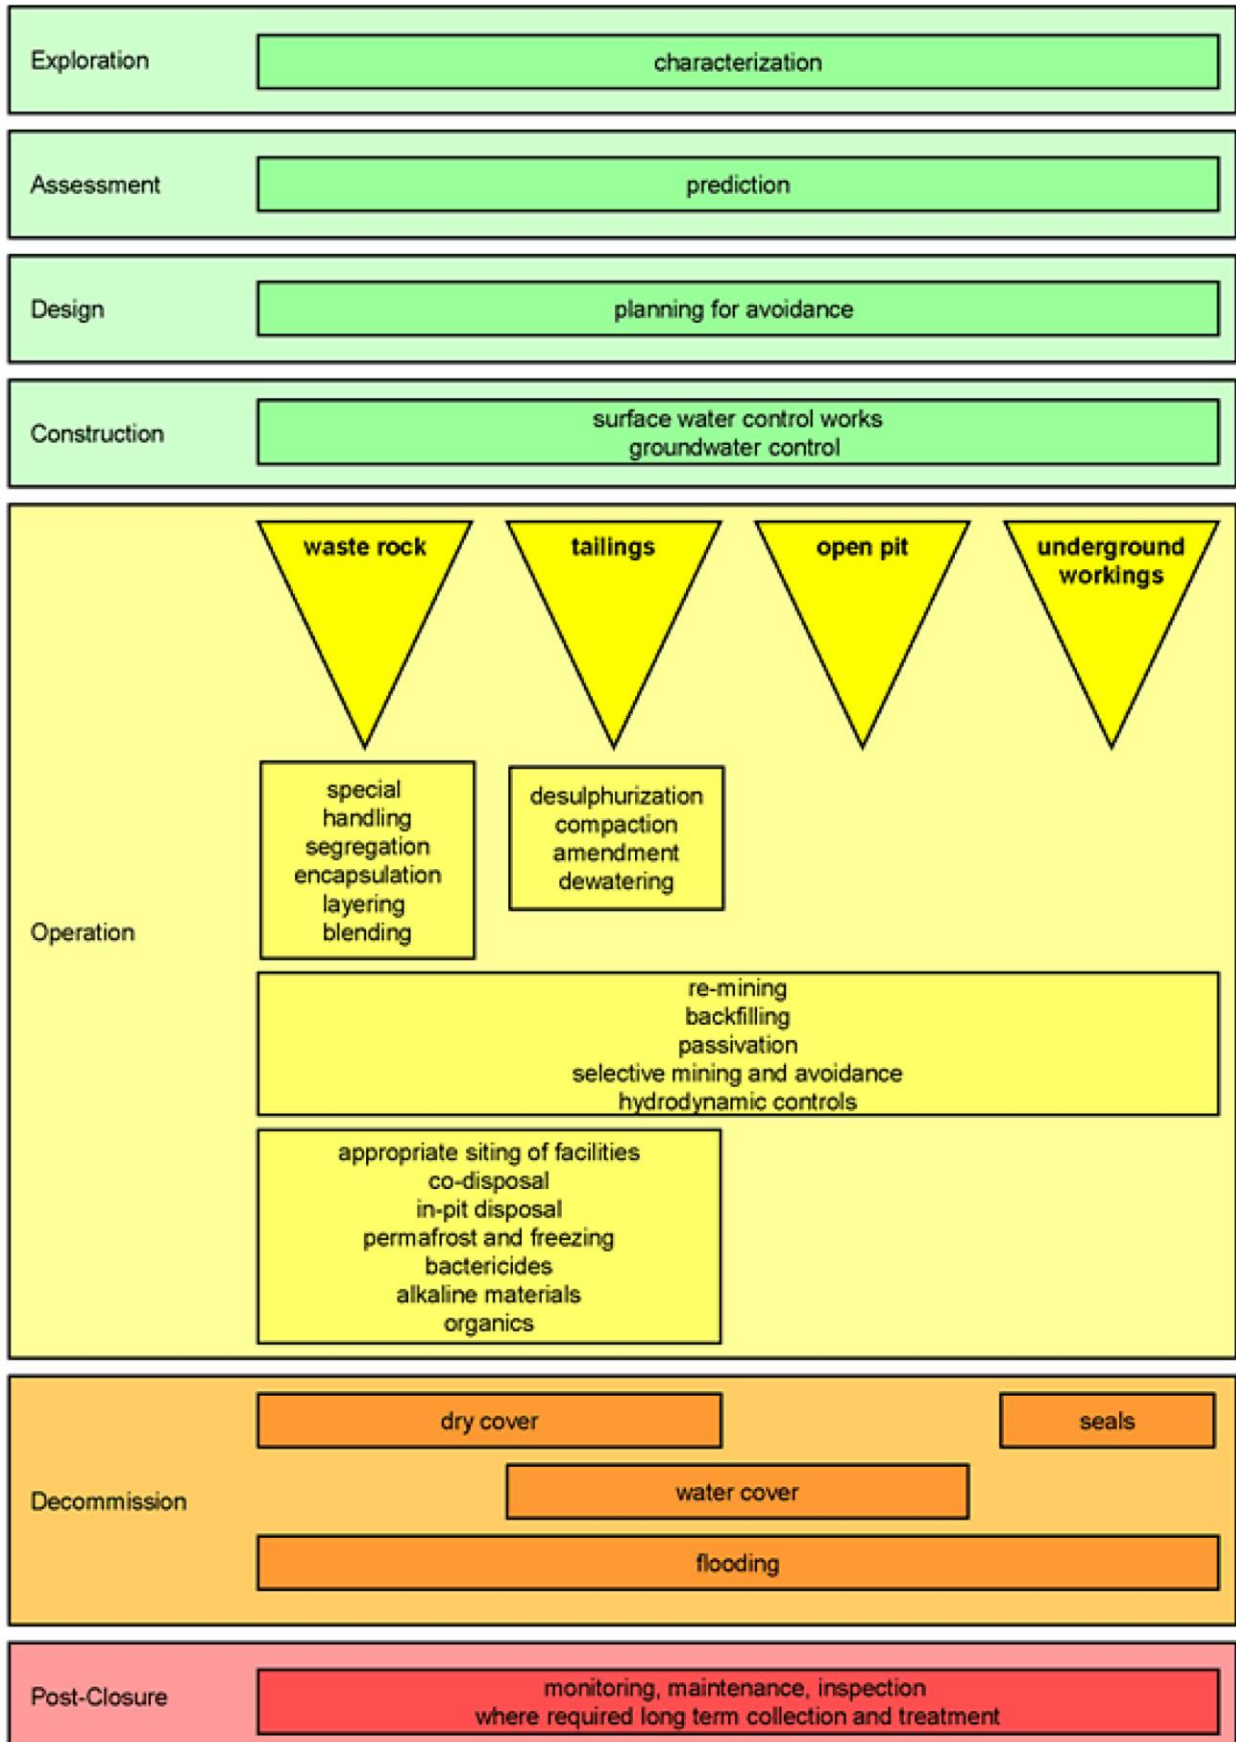 Exploration
characterization
Assessment
prediction
Design
planning for avoidance
Construction
surface water control works
groundwater control
Operation
waste rock
tailings
open pit
underground
workings
special
handling
segregation
encapsulation
layering
blending
desulphurization
compaction
amendment
dewatering
re-mining
backfilling
passivation
selective mining and avoidance
hydrodynamic controls
appropriate siting of facilities
co-disposal
in-pit disposal
permafrost and freezing
bactericides
alkaline materials
organics
Decommission
dry cover
seals
water cover
flooding
Post-Closure
monitoring, maintenance, inspection
where required long term collection and treatment